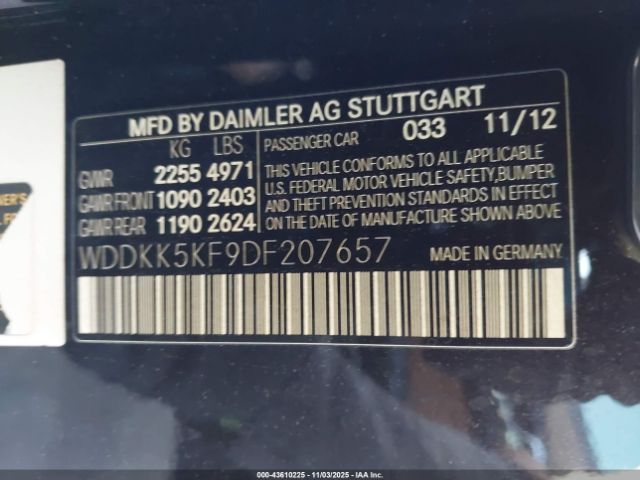 MFD BY DAIMLER AG STUTTGART
KG LBS
GVWR 2255 4971
GAWR FRONT 1090 2403
GAWR REAR 1190 2624
PASSENGER CAR 033 11/12
THIS VEHICLE CONFORMS TO ALL APPLICABLE
U.S. FEDERAL MOTOR VEHICLE SAFETY, BUMPER
AND THEFT PREVENTION STANDARDS IN EFFECT
ON THE DATE OF MANUFACTURE SHOWN ABOVE.
WDDKK5KF9DF207657
MADE IN GERMANY
000-43610225 - 11/03/2025 - IAAI.COM